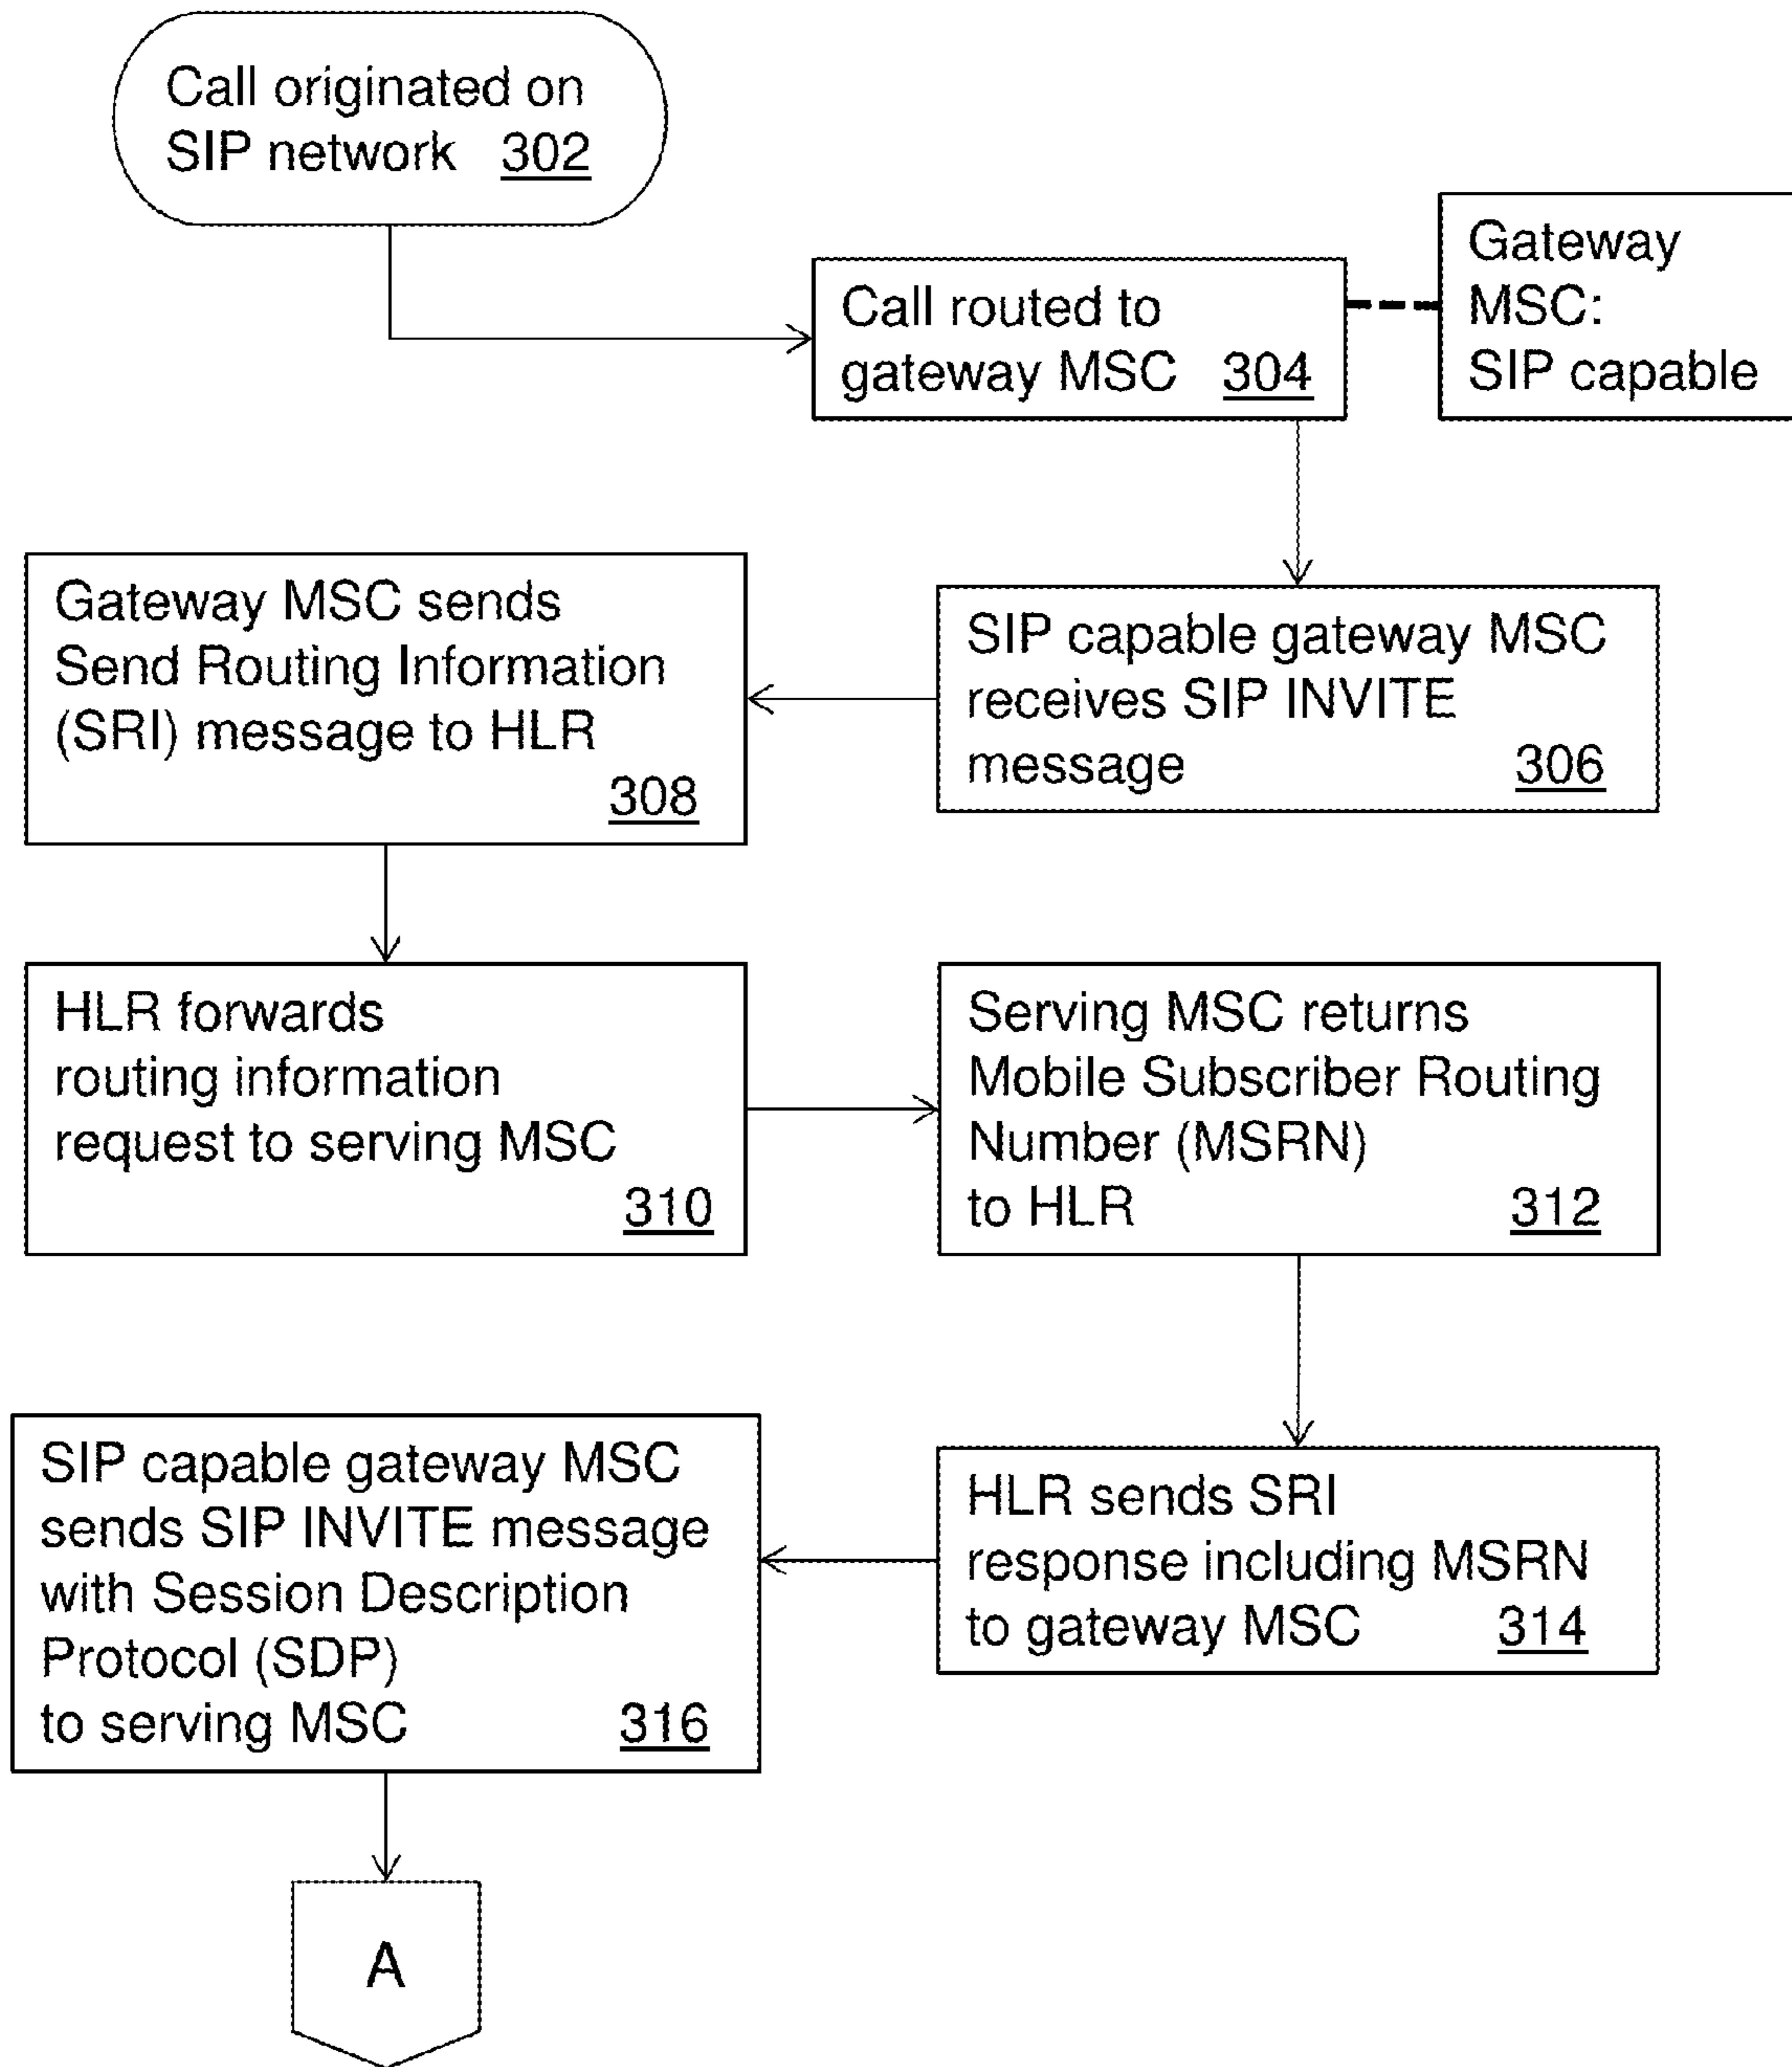 Call originated on
SIP network 302
Call routed to
gateway MSC 304
Gateway
MSC:
SIP capable
SIP capable gateway MSC
receives SIP INVITE
message 306
Gateway MSC sends
Send Routing Information
(SRI) message to HLR
308
HLR forwards
routing information
request to serving MSC
310
Serving MSC returns
Mobile Subscriber Routing
Number (MSRN)
to HLR 312
HLR sends SRI
response including MSRN
to gateway MSC 314
SIP capable gateway MSC
sends SIP INVITE message
with Session Description
Protocol (SDP)
to serving MSC 316
A